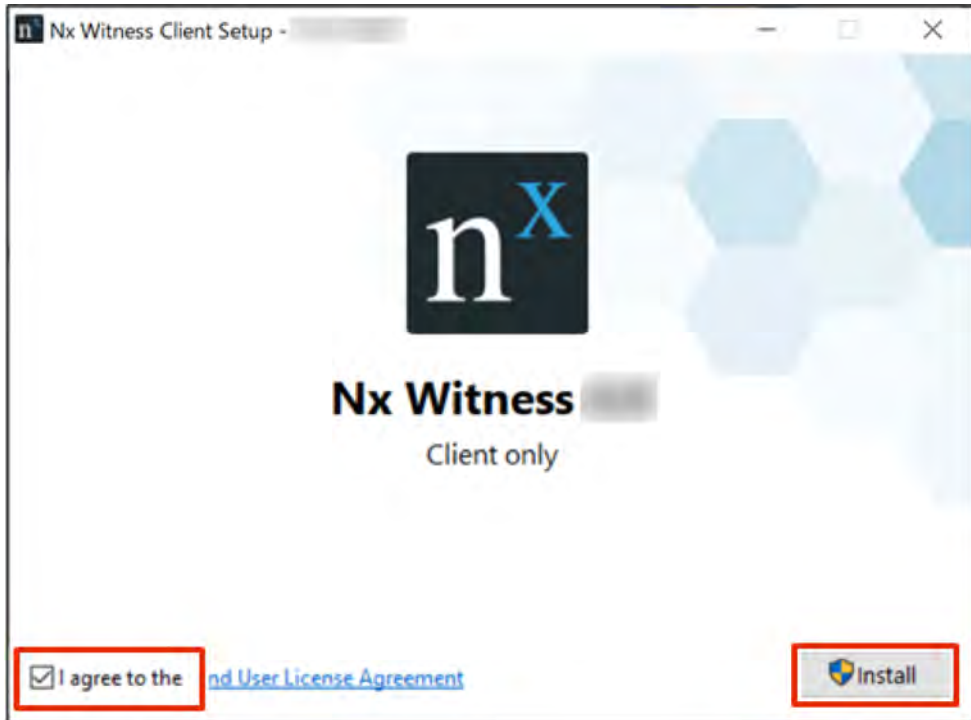 Nx Witness Client Setup -
nx
Nx Witness
Client only
I agree to the nd User License Agreement
Install